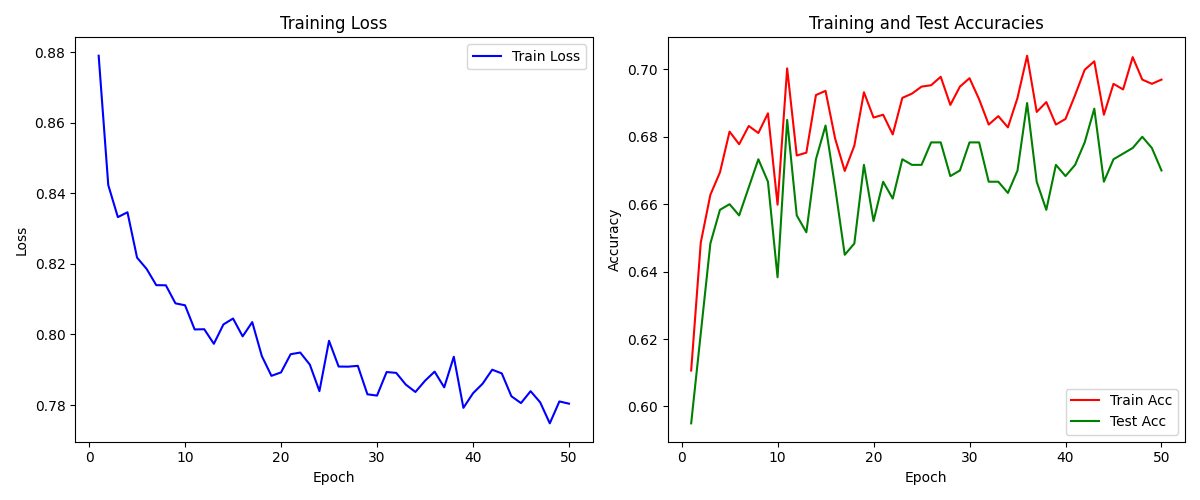 Training Loss
Train Loss
0.88
0.86
0.84
0.82
0.80
0.78
Loss
0 10 20 30 40 50
Epoch
Training and Test Accuracies
0.70
0.68
0.66
0.64
0.62
0.60
Accuracy
Train Acc
Test Acc
0 10 20 30 40 50
Epoch